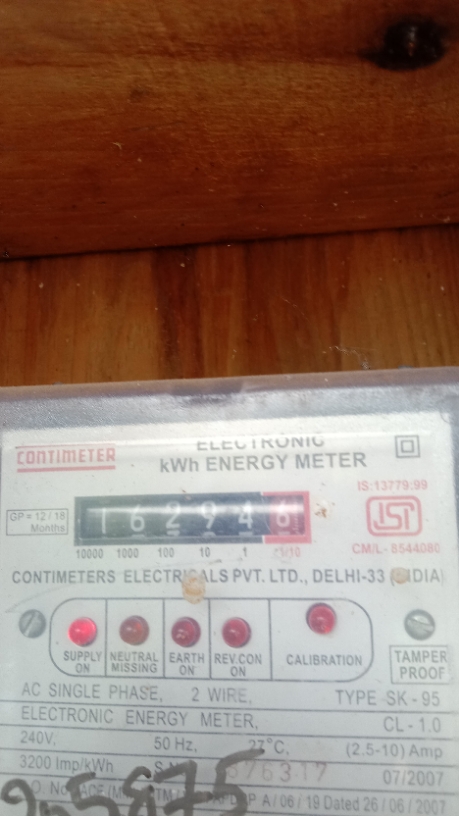 CONTIMETER
ELECTRONIC
kWh ENERGY METER
IS:13779:99
GP = 12 / 18
Months
1 6 2 9 4 6
10000 1000 100 10 1 1/10
ISI
CM/L- 8544086
CONTIMETERS ELECTRICALS PVT. LTD., DELHI-33 (INDIA)
SUPPLY ON
NEUTRAL MISSING
EARTH ON
REV.CON ON
CALIBRATION
TAMPER PROOF
AC SINGLE PHASE, 2 WIRE, TYPE SK - 95
ELECTRONIC ENERGY METER, CL - 1.0
240V, 50 Hz, 27°C, (2.5-10) Amp
3200 Imp/kWh 07/2007
A / 06 / 19 Dated 26 / 06 / 2007